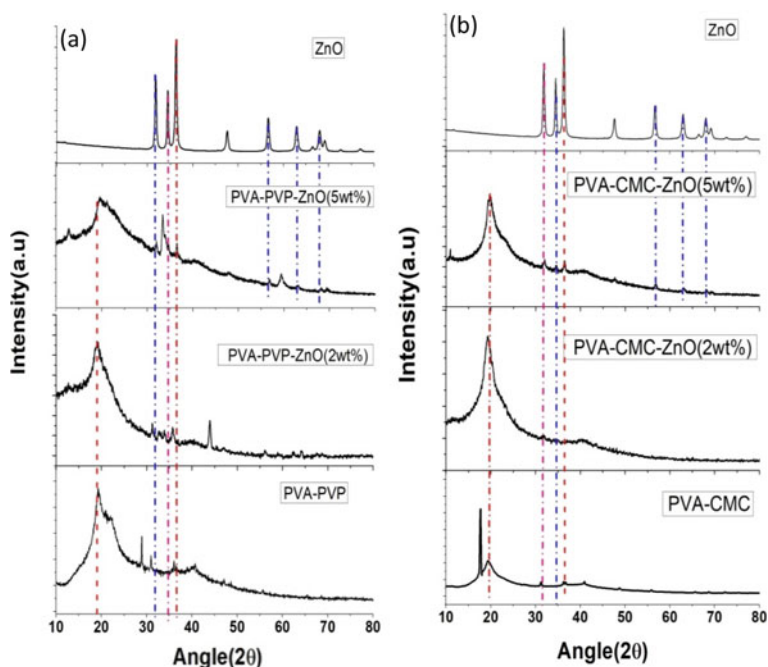 (a)
ZnO
PVA-PVP-ZnO(5wt%)
PVA-PVP-ZnO(2wt%)
PVA-PVP
Intensity(a.u)
10 20 30 40 50 60 70 80
Angle(2θ)
(b)
ZnO
PVA-CMC-ZnO(5wt%)
PVA-CMC-ZnO(2wt%)
PVA-CMC
Intensity(a.u)
10 20 30 40 50 60 70 80
Angle(2θ)